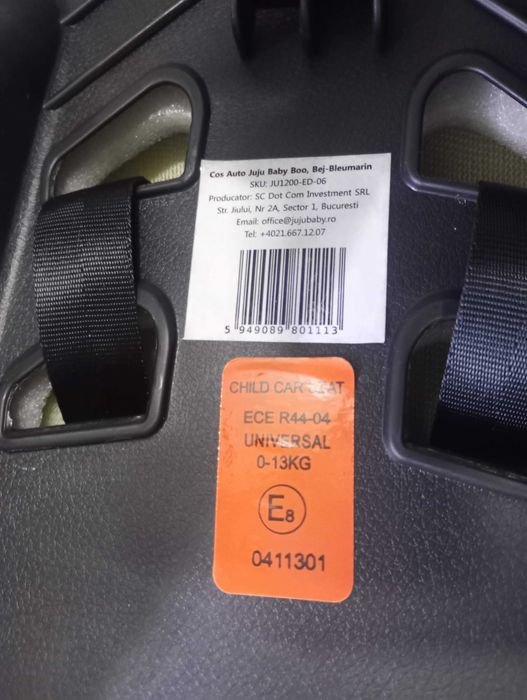 Cos Auto Juju Baby Boo, Bej-Bleumarin
SKU: JU1200-ED-06
Producator: SC Dot Com Investment SRL
Str. Jiului, Nr 2A, Sector 1, Bucuresti
Email: office@jujubaby.ro
Tel: +4021.667.12.07
5 949089 801113
CHILD CAR SEAT
ECE R44-04
UNIVERSAL
0-13KG
E8
0411301